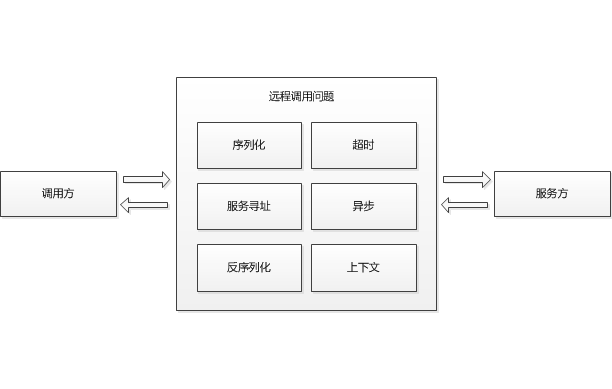 远程调用问题
序列化
超时
调用方
服务寻址
异步
服务方
反序列化
上下文